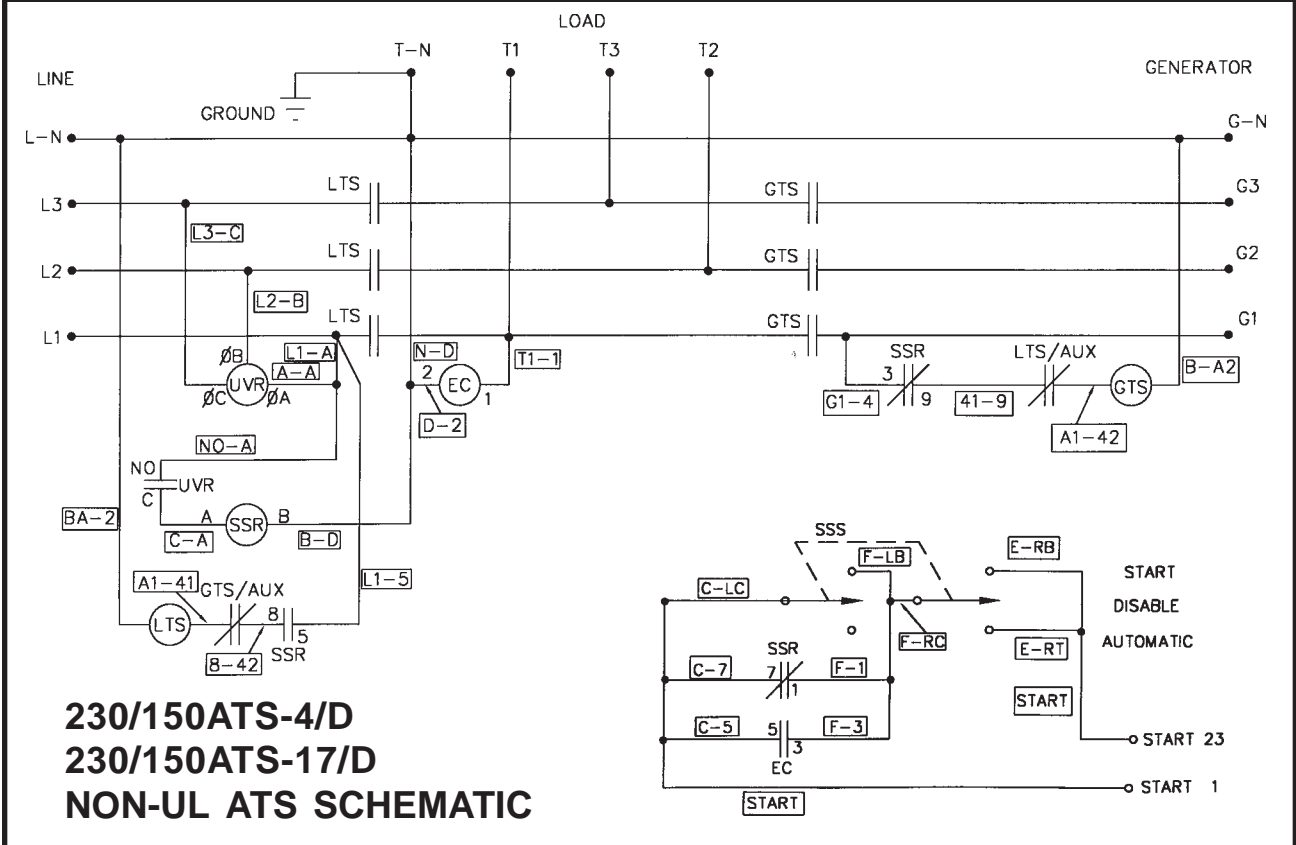 LOAD
T-N T1 T3 T2
LINE
GENERATOR
GROUND
L-N
G-N
LTS
GTS
L3
G3
L3-C
LTS
GTS
L2
G2
L2-B
LTS
GTS
L1
G1
L1-A
N-D
T1-1
SSR
LTS/AUX
ØB
A-A
2
3
B-A2
UVR
EC
GTS
ØC
ØA
1
G1-4
9
41-9
D-2
A1-42
NO-A
NO
UVR
C
BA-2
A
SSR
B
C-A
B-D
SSS
F-LB
E-RB
A1-41
GTS/AUX
L1-5
START
C-LC
DISABLE
8
LTS
5
F-RC
AUTOMATIC
8-42
SSR
SSR
E-RT
C-7
7
F-1
1
START
C-5
5
F-3
3
START 23
EC
START 1
START
230/150ATS-4/D
230/150ATS-17/D
NON-UL ATS SCHEMATIC